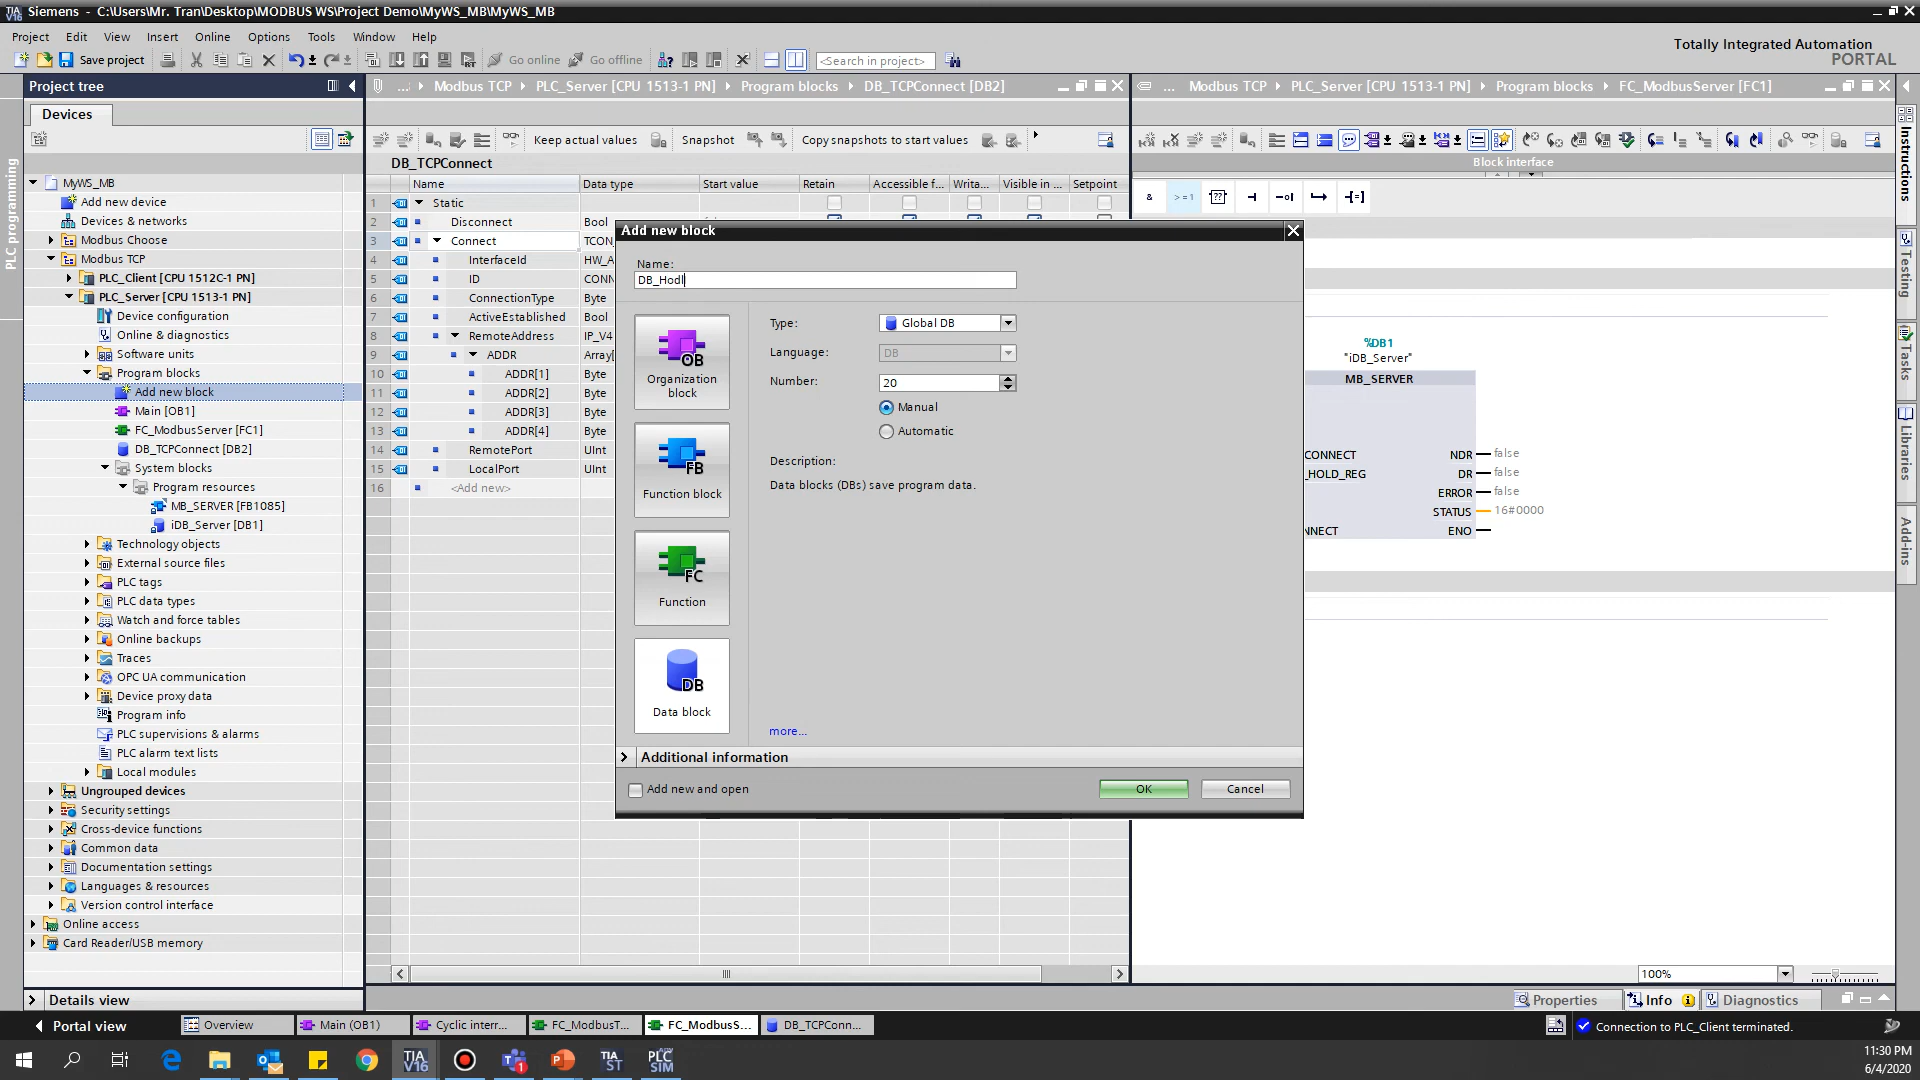 Siemens - C:\Users\Mr. Tran\Desktop\MODBUS WS\Project Demo\MyWS_MB\MyWS_MB
Project Edit View Insert Online Options Tools Window Help
Totally Integrated Automation
PORTAL
Save project
Go online
Go offline
<Search in project>
Project tree
... Modbus TCP PLC_Server [CPU 1513-1 PN] Program blocks DB_TCPConnect [DB2]
... Modbus TCP PLC_Server [CPU 1513-1 PN] Program blocks FC_ModbusServer [FC1]
Devices
Keep actual values
Snapshot
Copy snapshots to start values
Block interface
DB_TCPConnect
Name Data type Start value Retain Accessible f... Writa... Visible in ... Setpoint
1 Static
2 Disconnect Bool
3 Connect TCON_
4 InterfaceId HW_A
5 ID CONN
6 ConnectionType Byte
7 ActiveEstablished Bool
8 RemoteAddress IP_V4
9 ADDR Array[
10 ADDR[1] Byte
11 ADDR[2] Byte
12 ADDR[3] Byte
13 ADDR[4] Byte
14 RemotePort UInt
15 LocalPort UInt
16 <Add new>
MyWS_MB
Add new device
Devices & networks
Modbus Choose
Modbus TCP
PLC_Client [CPU 1512C-1 PN]
PLC_Server [CPU 1513-1 PN]
Device configuration
Online & diagnostics
Software units
Program blocks
Add new block
Main [OB1]
FC_ModbusServer [FC1]
DB_TCPConnect [DB2]
System blocks
Program resources
MB_SERVER [FB1085]
iDB_Server [DB1]
Technology objects
External source files
PLC tags
PLC data types
Watch and force tables
Online backups
Traces
OPC UA communication
Device proxy data
Program info
PLC supervisions & alarms
PLC alarm text lists
Local modules
Ungrouped devices
Security settings
Cross-device functions
Common data
Documentation settings
Languages & resources
Version control interface
Online access
Card Reader/USB memory
Details view
PLC programming
Add new block
Name:
DB_Hodl
OB
Organization
block
FB
Function block
FC
Function
DB
Data block
Type: Global DB
Language: DB
Number: 20
Manual
Automatic
Description:
Data blocks (DBs) save program data.
more...
Additional information
Add new and open
OK
Cancel
& >=1 ??
%DB1
"iDB_Server"
MB_SERVER
CONNECT NDR false
_HOLD_REG DR false
ERROR false
STATUS 16#0000
NNECT ENO
100%
Instructions
Testing
Tasks
Libraries
Add-ins
Properties
Info
Diagnostics
Portal view
Overview
Main (OB1)
Cyclic interr...
FC_ModbusT...
FC_ModbusS...
DB_TCPConn...
Connection to PLC_Client terminated.
TIA
V16
TIA
ST
PLC
SIM
11:30 PM
6/4/2020